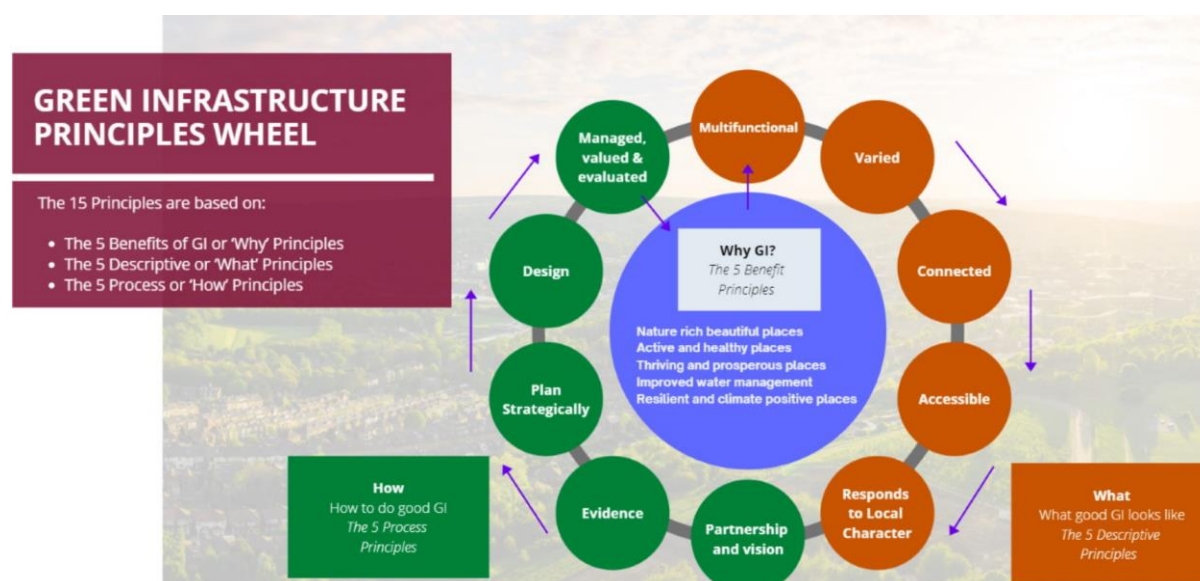 GREEN INFRASTRUCTURE
PRINCIPLES WHEEL
The 15 Principles are based on:
• The 5 Benefits of GI or ‘Why’ Principles
• The 5 Descriptive or ‘What’ Principles
• The 5 Process or ‘How’ Principles
Multifunctional
Varied
Connected
Accessible
Responds
to Local
Character
Partnership
and vision
Evidence
Plan
Strategically
Design
Managed,
valued &
evaluated
Why GI?
The 5 Benefit
Principles
Nature rich beautiful places
Active and healthy places
Thriving and prosperous places
Improved water management
Resilient and climate positive places
How
How to do good GI
The 5 Process
Principles
What
What good GI looks like
The 5 Descriptive
Principles